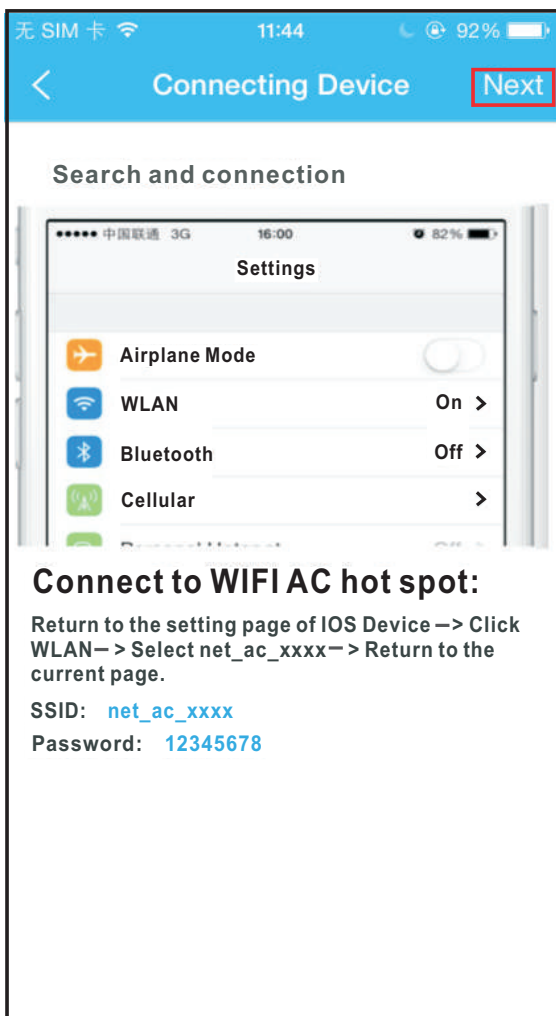 无 SIM 卡 11:44 92%
Connecting Device Next
Search and connection
中国联通 3G 16:00 82%
Settings
Airplane Mode
WLAN On >
Bluetooth Off >
Cellular >
Connect to WIFI AC hot spot:
Return to the setting page of IOS Device —> Click
WLAN— > Select net_ac_xxxx— > Return to the
current page.
SSID: net_ac_xxxx
Password: 12345678